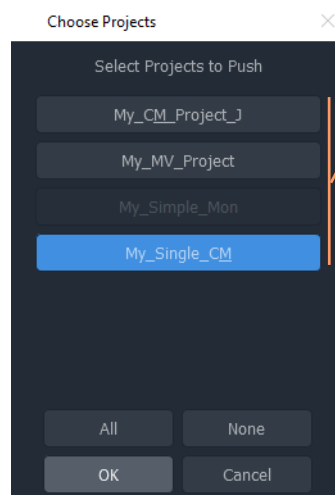 Choose Projects
Select Projects to Push
My_CM_Project_J
My_MV_Project
My_Simple_Mon
My_Single_CM
All
None
OK
Cancel